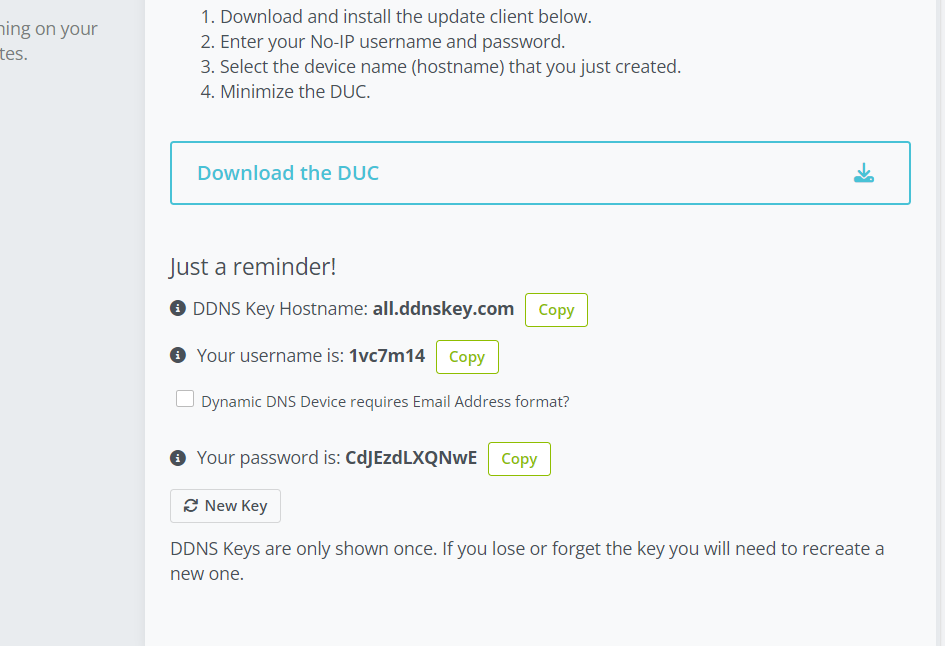 ning on your
tes.
1. Download and install the update client below.
2. Enter your No-IP username and password.
3. Select the device name (hostname) that you just created.
4. Minimize the DUC.
Download the DUC
Just a reminder!
DDNS Key Hostname: all.ddnskey.com Copy
Your username is: 1vc7m14 Copy
Dynamic DNS Device requires Email Address format?
Your password is: CdJEzdLXQNwE Copy
New Key
DDNS Keys are only shown once. If you lose or forget the key you will need to recreate a
new one.